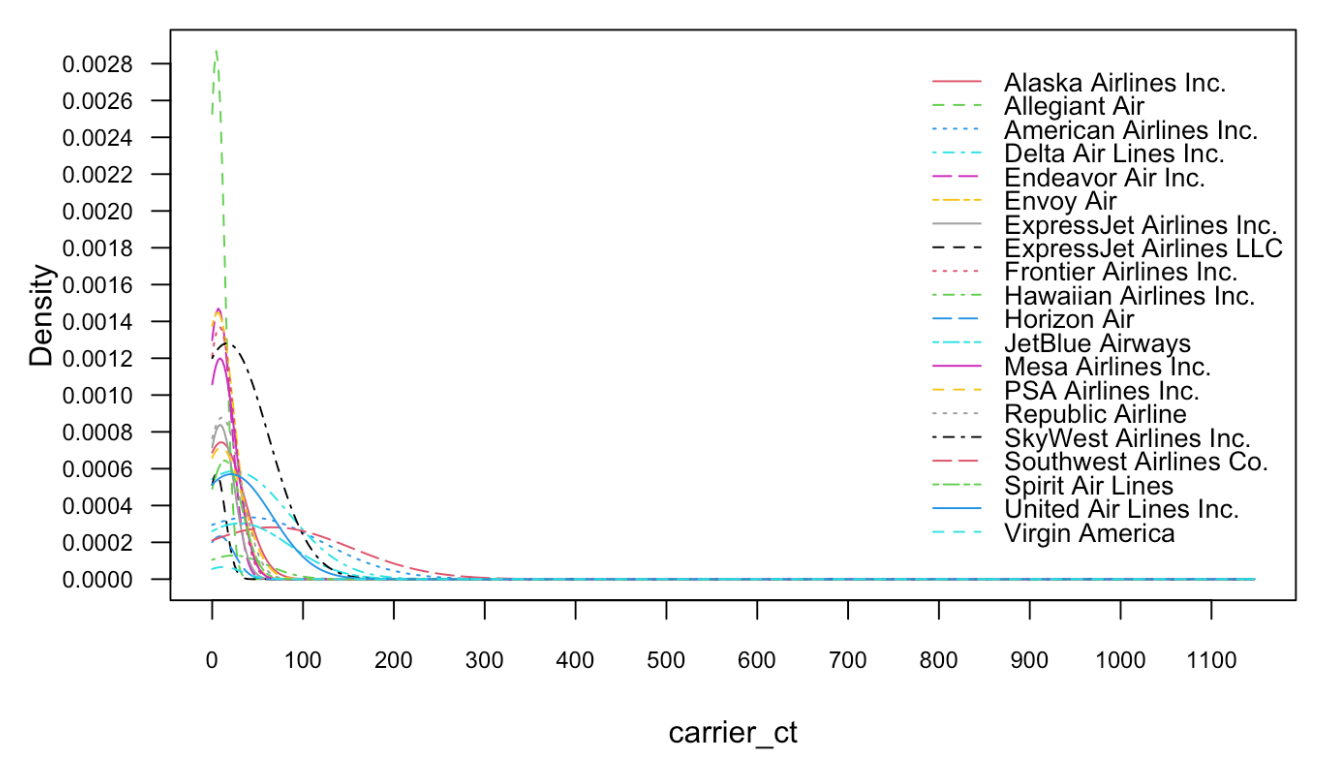 Density
0.0028
0.0026
0.0024
0.0022
0.0020
0.0018
0.0016
0.0014
0.0012
0.0010
0.0008
0.0006
0.0004
0.0002
0.0000
Alaska Airlines Inc.
Allegiant Air
American Airlines Inc.
Delta Air Lines Inc.
Endeavor Air Inc.
Envoy Air
ExpressJet Airlines Inc.
ExpressJet Airlines LLC
Frontier Airlines Inc.
Hawaiian Airlines Inc.
Horizon Air
JetBlue Airways
Mesa Airlines Inc.
PSA Airlines Inc.
Republic Airline
SkyWest Airlines Inc.
Southwest Airlines Co.
Spirit Air Lines
United Air Lines Inc.
Virgin America
0 100 200 300 400 500 600 700 800 900 1000 1100
carrier_ct